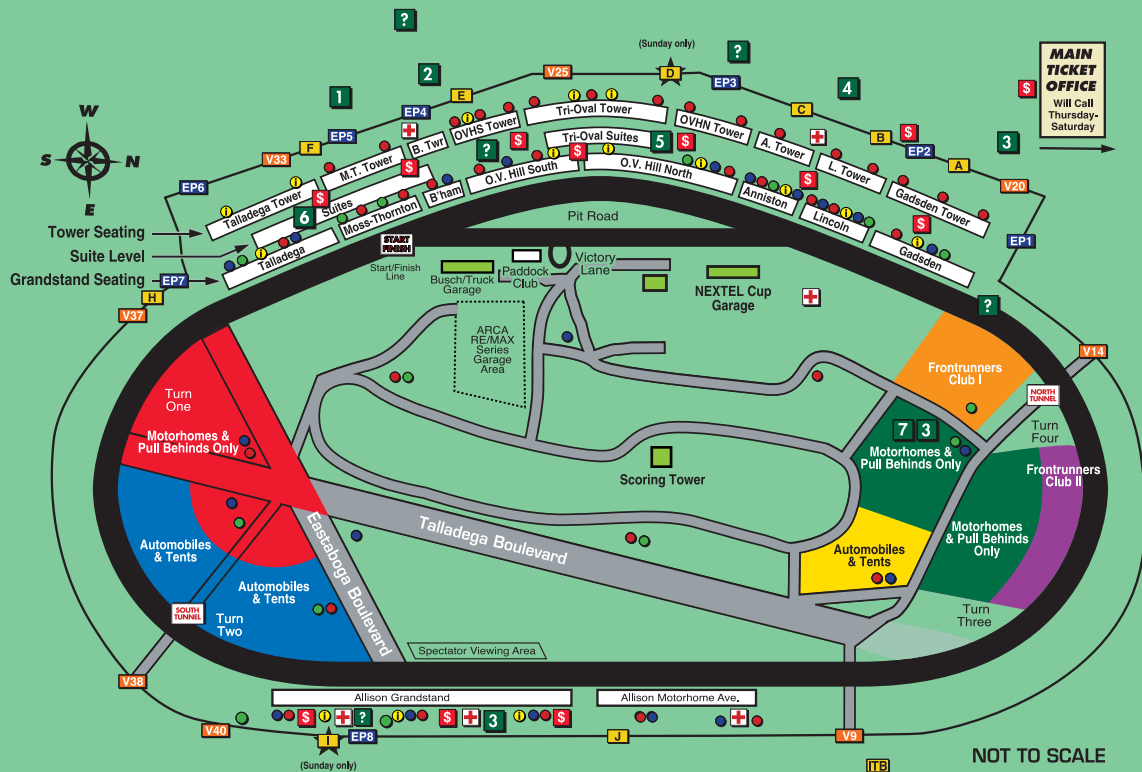 ?
(Sunday only)
D
?
MAIN
TICKET
OFFICE
Will Call
Thursday-
Saturday
$
V25
EP3
2
E
4
C
1
EP4
F
EP5
B
$
EP2
A
3
V20
V33
EP6
W
S
N
E
Tri-Oval Tower
OVHS Tower
OVHN Tower
B. Twr
M.T. Tower
A. Tower
L. Tower
Gadsden Tower
Talladega Tower
Tri-Oval Suites
Suites
$
$
$
$
$
$
$
?
5
6
i
i
i
i
i
i
i
i
i
i
i
O.V. Hill South
O.V. Hill North
B'ham
Moss-Thornton
Talladega
Anniston
Lincoln
Gadsden
Tower Seating
Suite Level
Grandstand Seating
EP7
H
V37
EP1
Pit Road
START
FINISH
Start/Finish
Line
Busch/Truck
Garage
Paddock
Club
Victory
Lane
NEXTEL Cup
Garage
?
V14
ARCA
RE/MAX
Series
Garage
Area
Frontrunners
Club I
NORTH
TUNNEL
Turn
One
Motorhomes &
Pull Behinds Only
7
3
Motorhomes &
Pull Behinds Only
Turn
Four
Frontrunners
Club II
Scoring Tower
Talladega Boulevard
Eastaboga Boulevard
Automobiles
& Tents
Automobiles
& Tents
Turn
Two
Automobiles
& Tents
Motorhomes
& Pull Behinds
Only
Turn
Three
SOUTH
TUNNEL
Spectator Viewing Area
V38
V40
Allison Grandstand
Allison Motorhome Ave.
$
i
?
i
$
3
i
$
I
EP8
J
V9
(Sunday only)
ITB
NOT TO SCALE